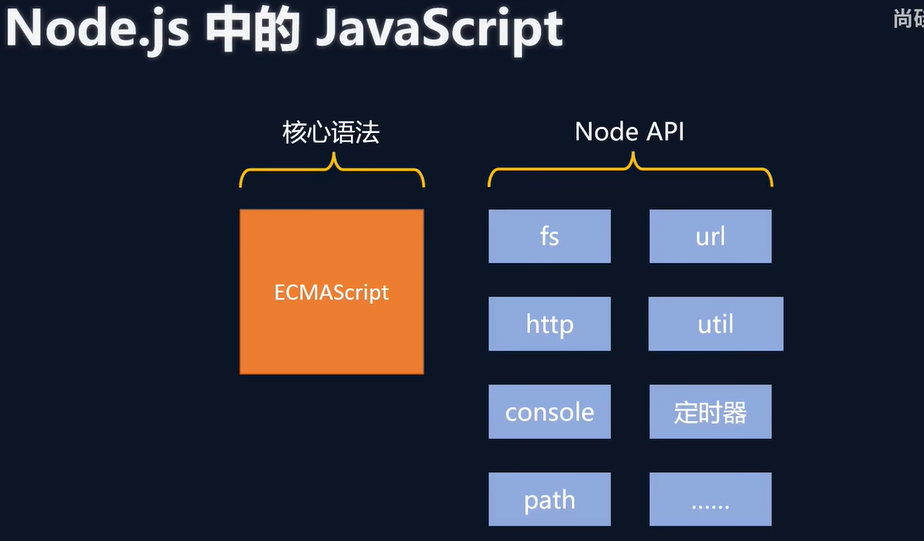 Node.js 中的 JavaScript
尚硅
核心语法
Node API
ECMAScript
fs
url
http
util
console
定时器
path
……